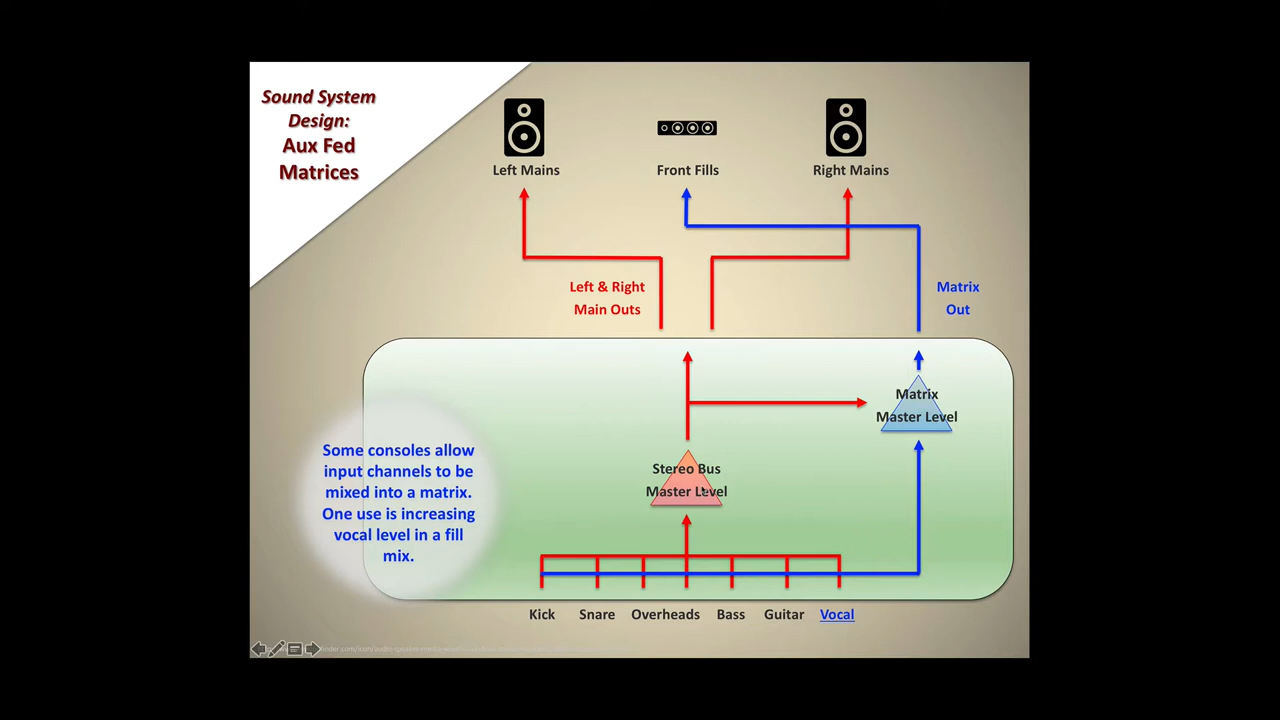 Sound System
Design:
Aux Fed
Matrices
Left Mains
Front Fills
Right Mains
Left & Right
Main Outs
Matrix
Out
Matrix
Master Level
Stereo Bus
Master Level
Some consoles allow
input channels to be
mixed into a matrix.
One use is increasing
vocal level in a fill
mix.
Kick Snare Overheads Bass Guitar Vocal